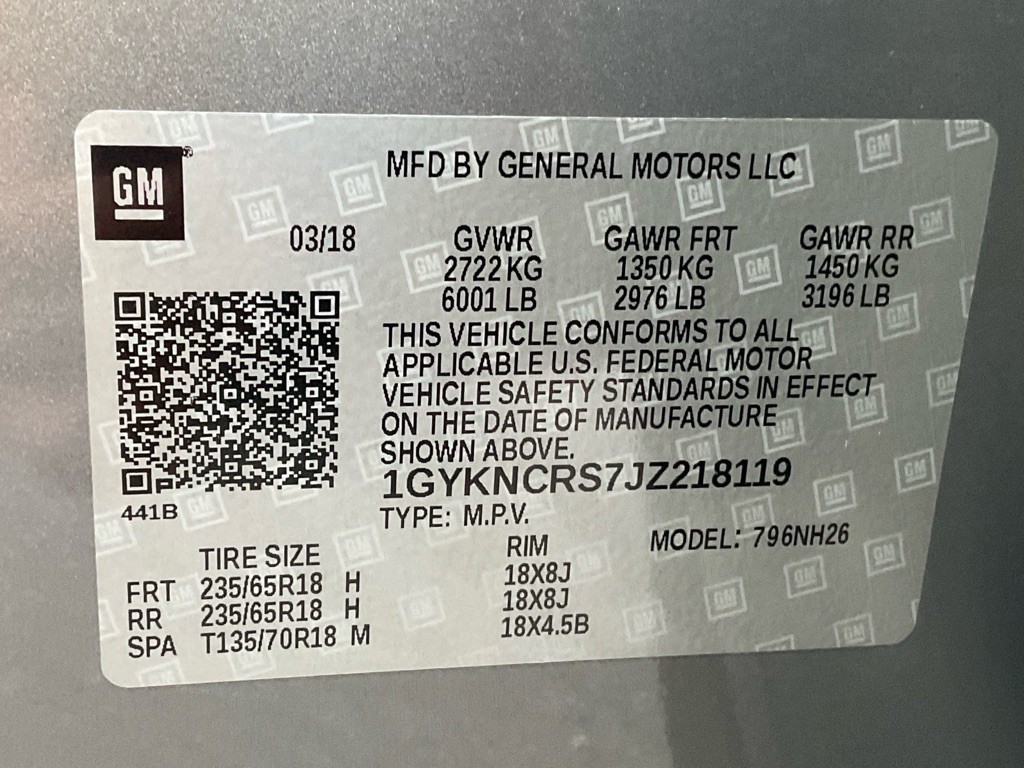 GM
MFD BY GENERAL MOTORS LLC
03/18 GVWR GAWR FRT GAWR RR
2722 KG 1350 KG 1450 KG
6001 LB 2976 LB 3196 LB
THIS VEHICLE CONFORMS TO ALL
APPLICABLE U.S. FEDERAL MOTOR
VEHICLE SAFETY STANDARDS IN EFFECT
ON THE DATE OF MANUFACTURE
SHOWN ABOVE.
1GYKNCRS7JZ218119
441B
TYPE: M.P.V.
TIRE SIZE RIM MODEL: 796NH26
FRT 235/65R18 H 18X8J
RR 235/65R18 H 18X8J
SPA T135/70R18 M 18X4.5B